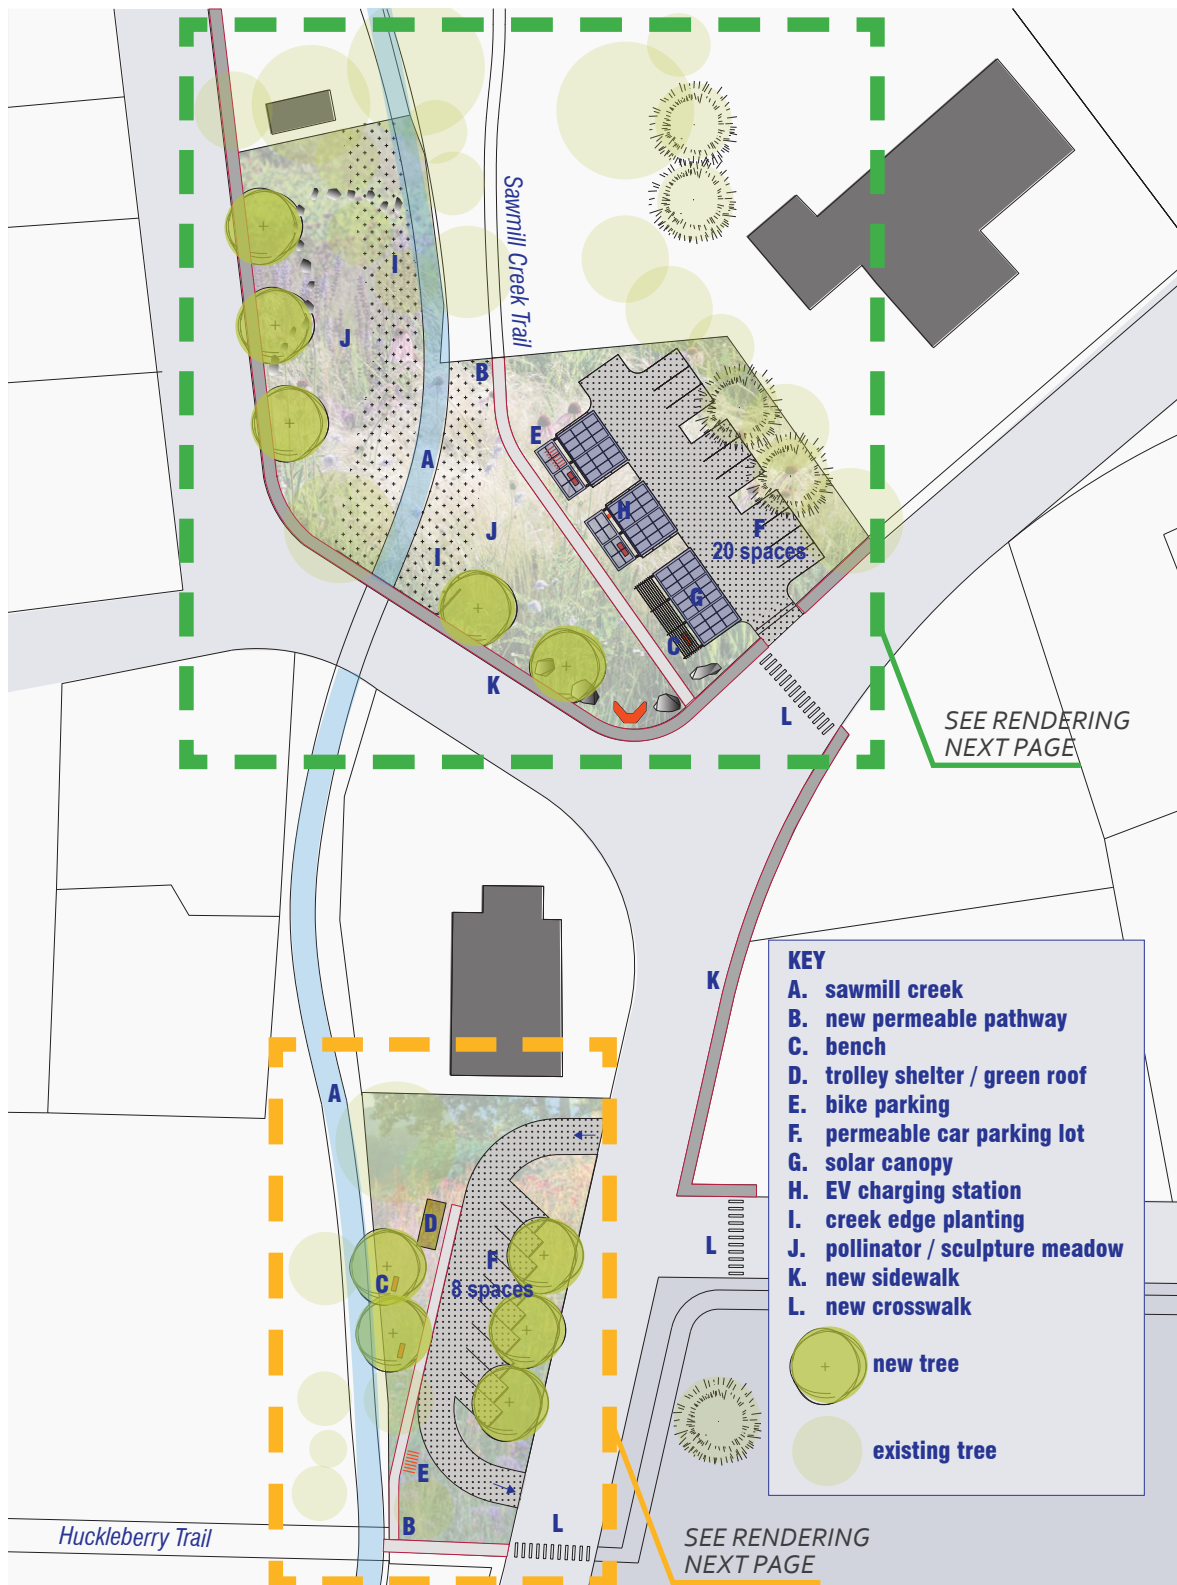 Sawmill Creek Trail
I
J
B
E
A
H
J
F
20 spaces
I
G
C
K
L
SEE RENDERING
NEXT PAGE
K
KEY
A. sawmill creek
B. new permeable pathway
C. bench
D. trolley shelter / green roof
E. bike parking
F. permeable car parking lot
G. solar canopy
H. EV charging station
I. creek edge planting
J. pollinator / sculpture meadow
K. new sidewalk
L. new crosswalk
new tree
existing tree
A
D
L
F
8 spaces
C
E
B
L
Huckleberry Trail
SEE RENDERING
NEXT PAGE